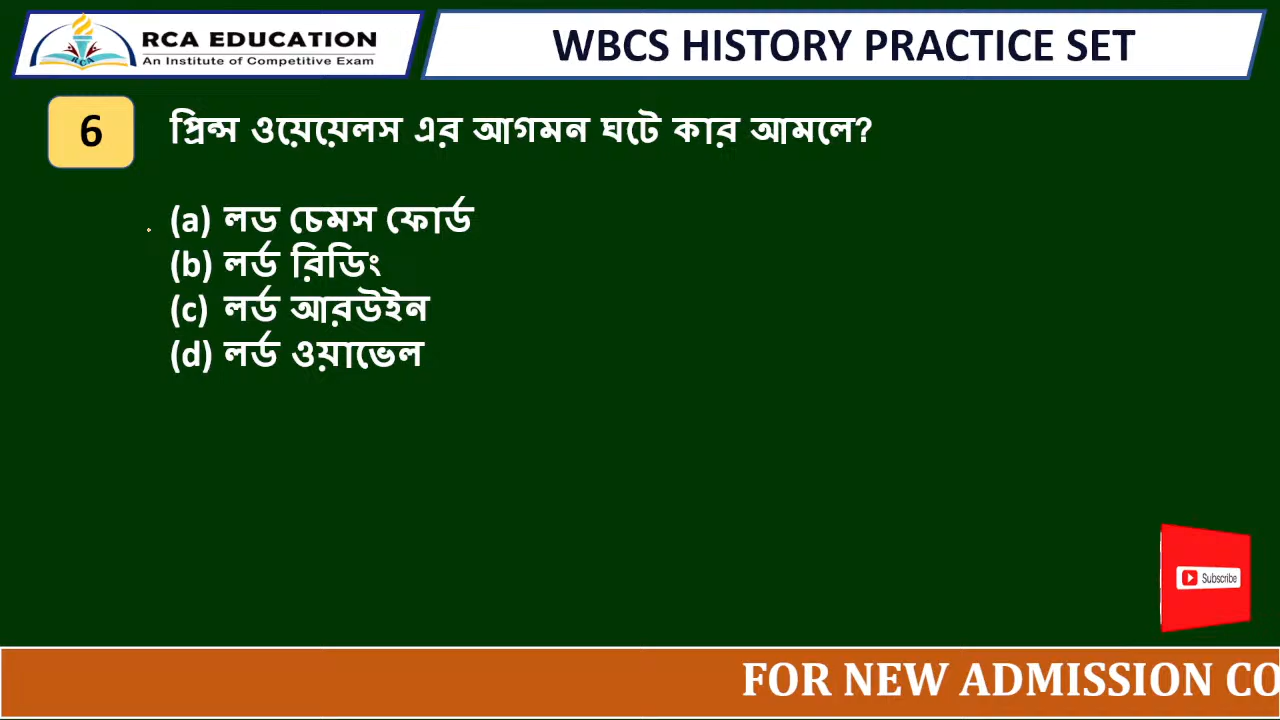 RCA EDUCATION
An Institute of Competitive Exam
RCA
WBCS HISTORY PRACTICE SET
6
প্রিন্স ওয়েয়েলস এর আগমন ঘটে কার আমলে?
(a) লড চেমস ফোর্ড
(b) লর্ড রিডিং
(c) লর্ড আরউইন
(d) লর্ড ওয়াভেল
Subscribe
FOR NEW ADMISSION CO